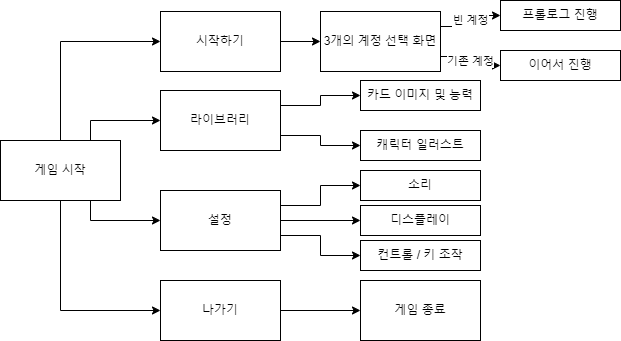 게임 시작
시작하기
3개의 계정 선택 화면
빈 계정
프롤로그 진행
기존 계정
이어서 진행
라이브러리
카드 이미지 및 능력
캐릭터 일러스트
설정
소리
디스플레이
컨트롤 / 키 조작
나가기
게임 종료